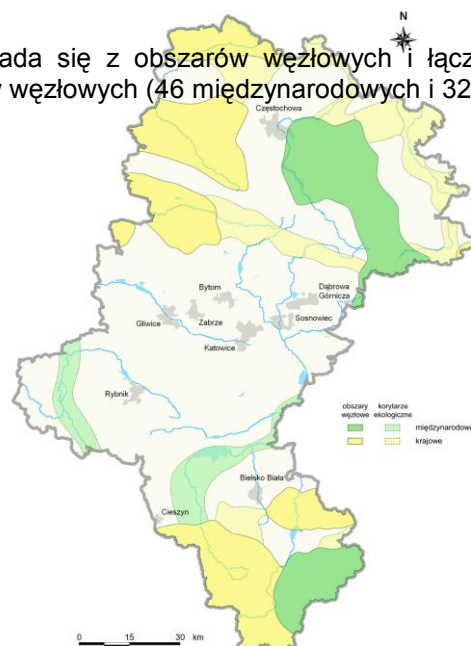 N
ada się z obszarów węzłowych i łącz
węzłowych (46 międzynarodowych i 32
Częstochowa
Bytom
Dąbrowa
Górnicza
Gliwice
Zabrze
Sosnowiec
Katowice
Rybnik
obszary
węzłowe
korytarze
ekologiczne
międzynarodowe
krajowe
Bielsko Biała
Cieszyn
0 15 30 km